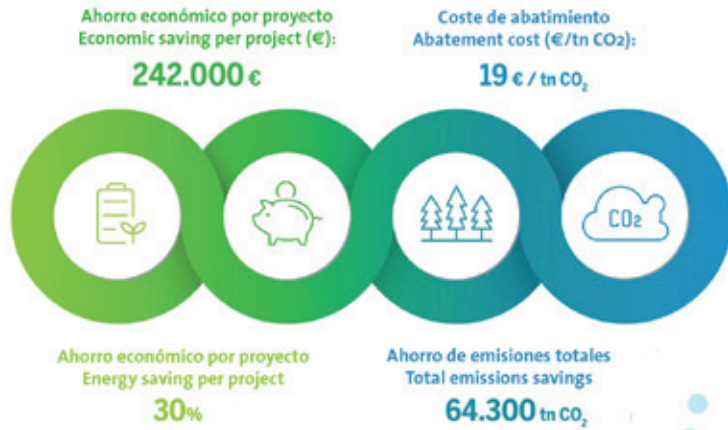 Ahorro económico por proyecto
Economic saving per project (€):
242.000 €
Coste de abatimiento
Abatement cost (€/tn CO2):
19 € / tn CO₂
CO₂
Ahorro económico por proyecto
Energy saving per project
30%
Ahorro de emisiones totales
Total emissions savings
64.300 tn CO₂